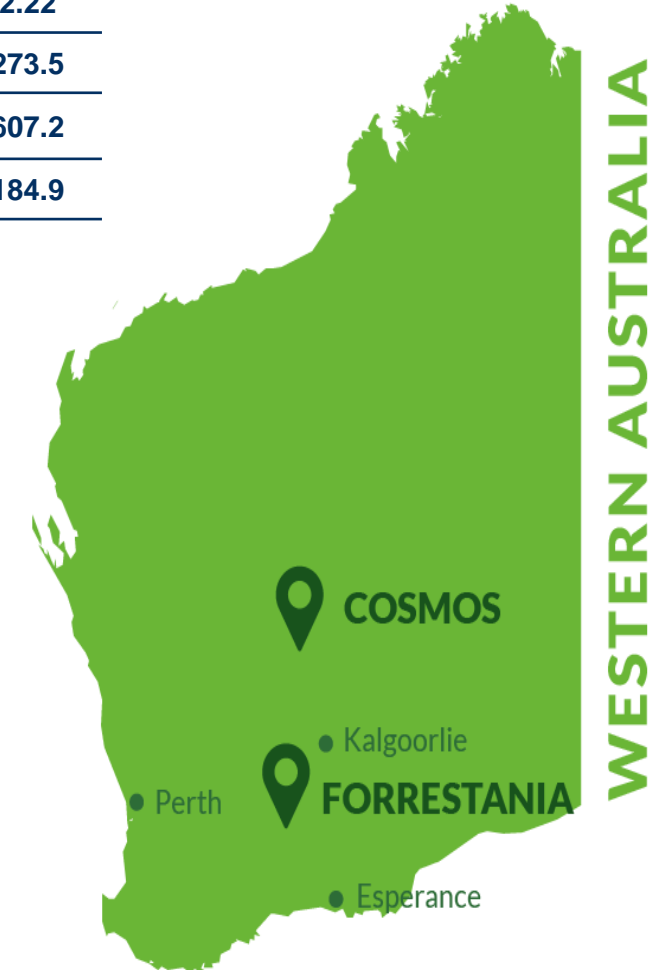 2.22
273.5
607.2
184.9
WESTERN AUSTRALIA
COSMOS
Kalgoorlie
FORRESTANIA
Perth
Esperance